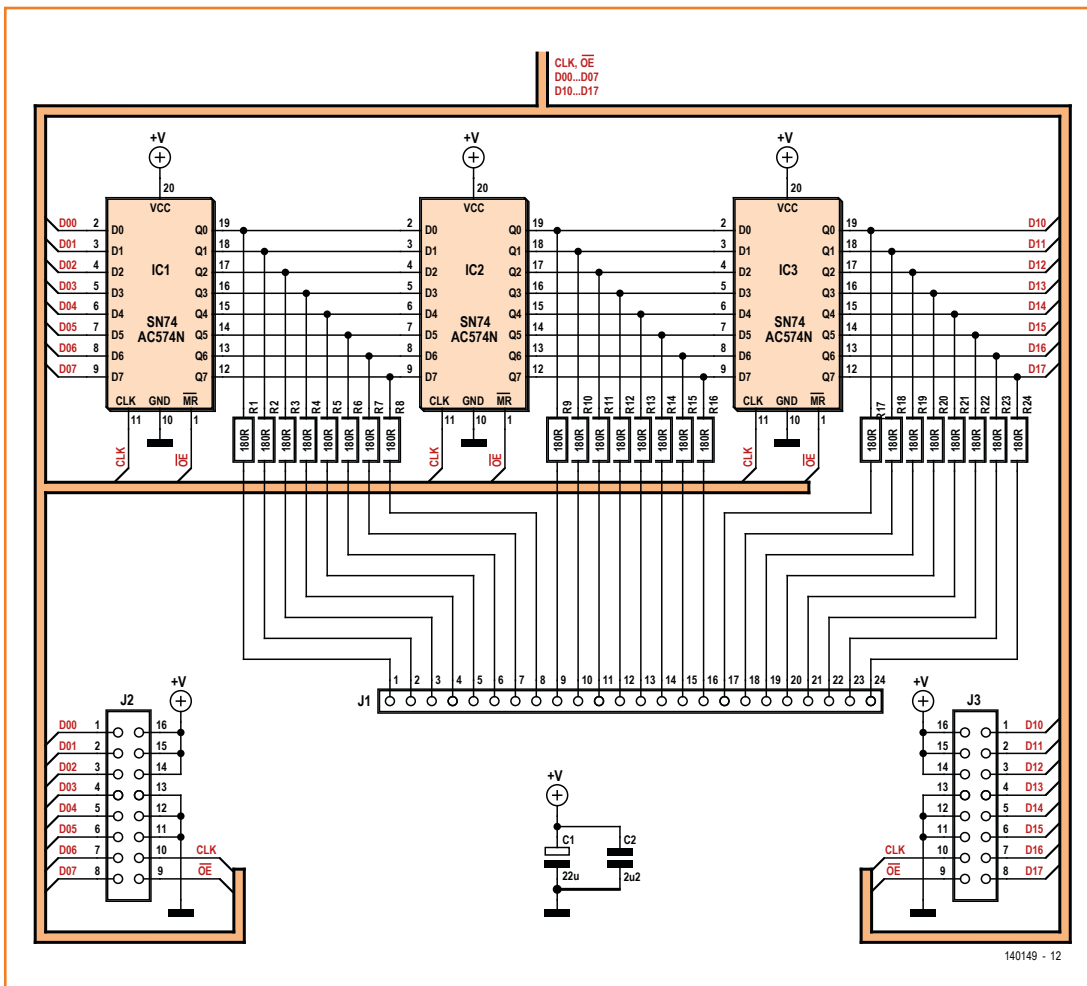 CLK, OE
D00...D07
D10...D17
+V +V +V
20 20 20
VCC VCC VCC
D00 2 D0 Q0 19 2 D0 Q0 19 2 D0 Q0 19 D10
D01 3 D1 Q1 18 3 D1 Q1 18 3 D1 Q1 18 D11
D02 4 D2 IC1 Q2 17 4 D2 IC2 Q2 17 4 D2 IC3 Q2 17 D12
D03 5 D3 Q3 16 5 D3 Q3 16 5 D3 Q3 16 D13
D04 6 D4 SN74 Q4 15 6 D4 SN74 Q4 15 6 D4 SN74 Q4 15 D14
D05 7 D5 AC574N Q5 14 7 D5 AC574N Q5 14 7 D5 AC574N Q5 14 D15
D06 8 D6 Q6 13 8 D6 Q6 13 8 D6 Q6 13 D16
D07 9 D7 Q7 12 9 D7 Q7 12 9 D7 Q7 12 D17
CLK GND MR CLK GND MR CLK GND MR
11 10 1 11 10 1 11 10 1
R1 R2 R3 R4 R5 R6 R7 R8 R9 R10 R11 R12 R13 R14 R15 R16 R17 R18 R19 R20 R21 R22 R23 R24
180R 180R 180R 180R 180R 180R 180R 180R 180R 180R 180R 180R 180R 180R 180R 180R 180R 180R 180R 180R 180R 180R 180R 180R
CLK OE CLK OE CLK OE
1 2 3 4 5 6 7 8 9 10 11 12 13 14 15 16 17 18 19 20 21 22 23 24
J1
J2 +V
D00 1 16
D01 2 15
D02 3 14
D03 4 13
D04 5 12
D05 6 11
D06 7 10 CLK
D07 8 9 OE
+V
C1 C2
22u 2u2
+V J3
16 1 D10
15 2 D11
14 3 D12
13 4 D13
12 5 D14
11 6 D15
CLK 10 7 D16
OE 9 8 D17
140149 - 12